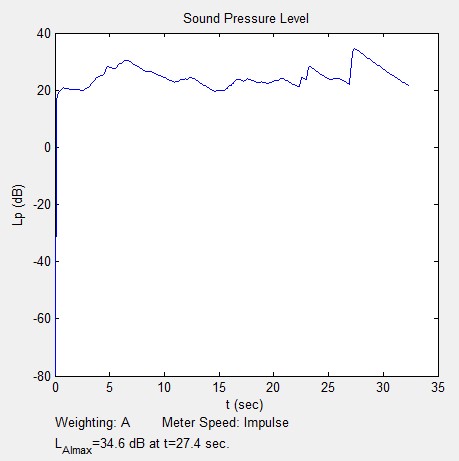 Sound Pressure Level
40
20
0
-20
-40
-60
-80
Lp (dB)
0 5 10 15 20 25 30 35
t (sec)
Weighting: A Meter Speed: Impulse
LAImax=34.6 dB at t=27.4 sec.